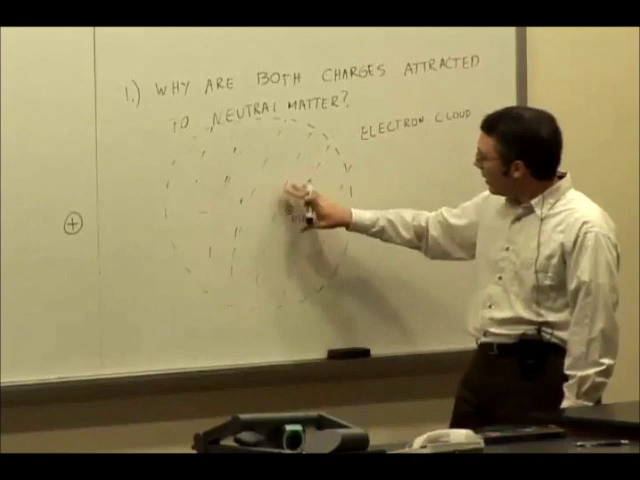 1.) WHY ARE BOTH CHARGES ATTRACTED
TO NEUTRAL MATTER?
ELECTRON CLOUD
+